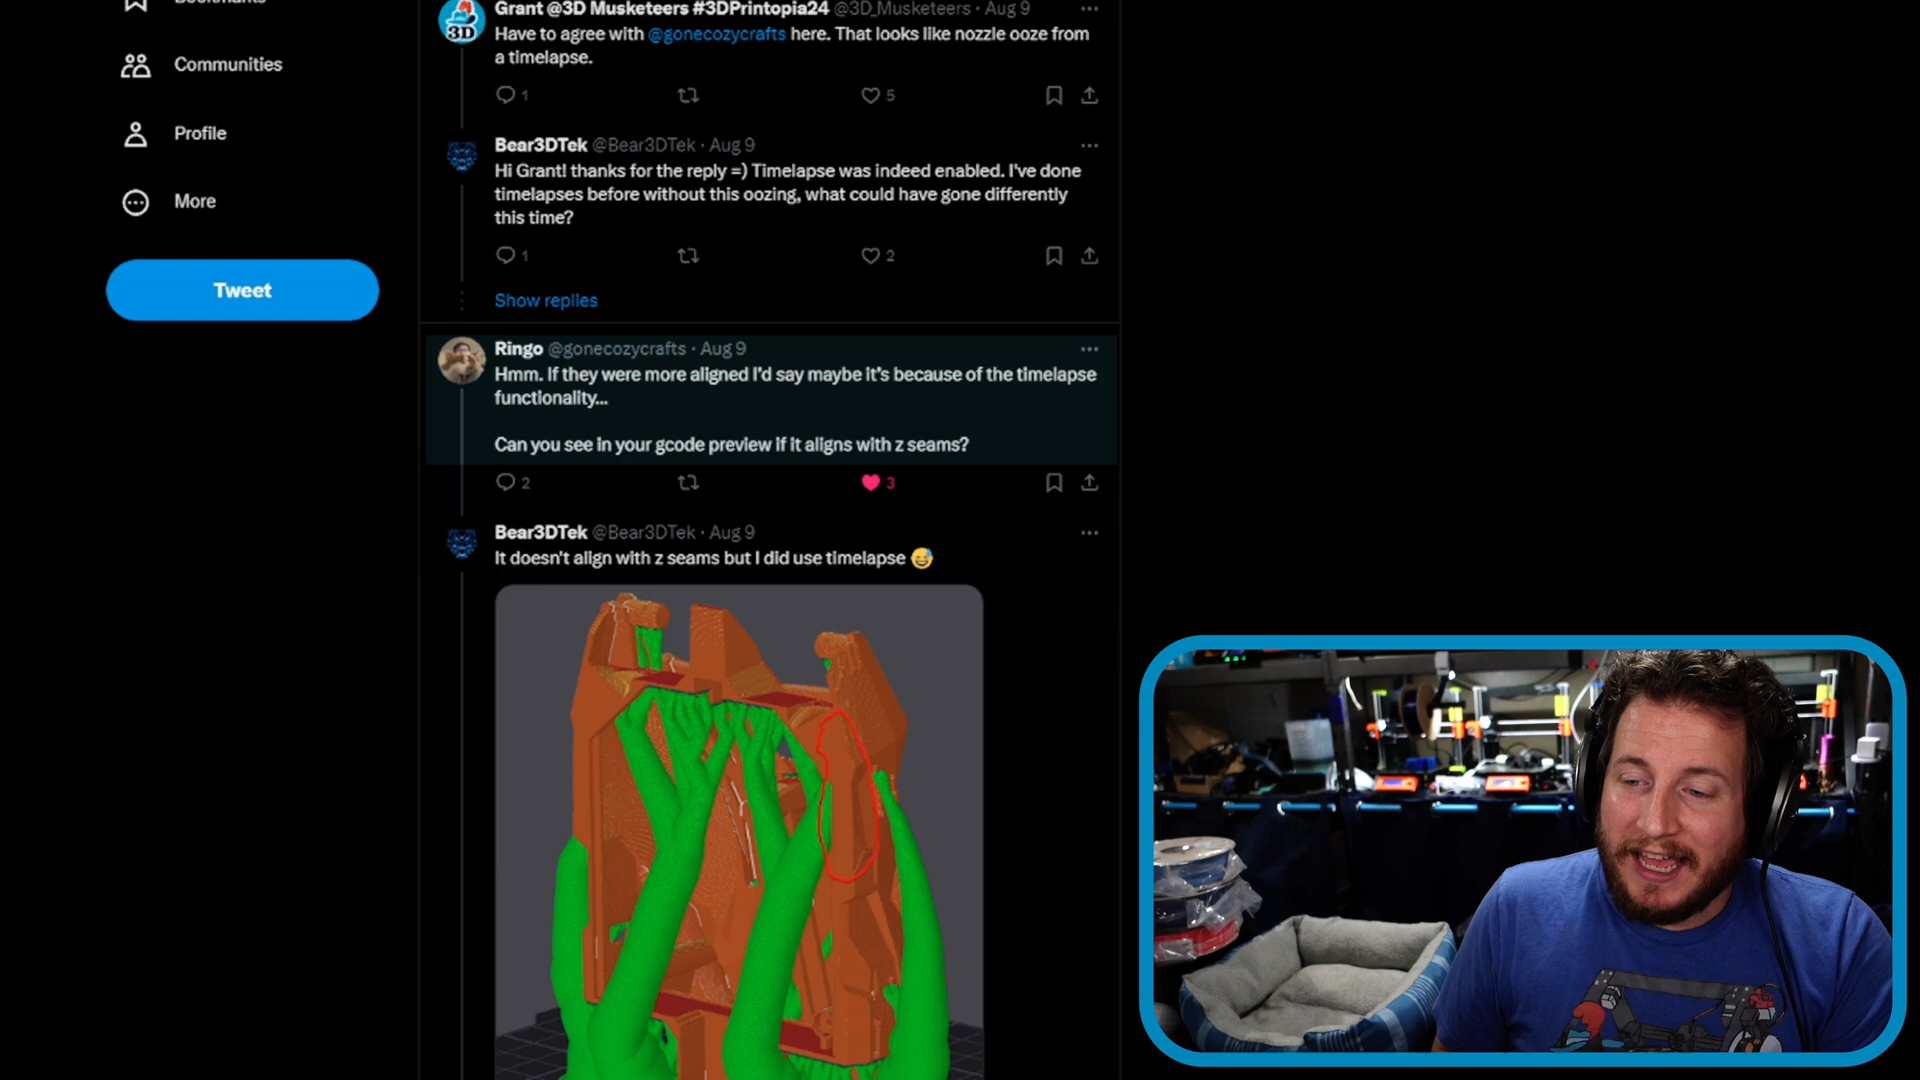 Grant @3D Musketeers #3DPrintopia24 @3D_Musketeers · Aug 9
Have to agree with @gonecozycrafts here. That looks like nozzle ooze from
a timelapse.
1 5
Communities
Bear3DTek @Bear3DTek · Aug 9
Hi Grant! thanks for the reply =) Timelapse was indeed enabled. I've done
timelapses before without this oozing, what could have gone differently
this time?
1 2
Profile
More
Tweet
Show replies
Ringo @gonecozycrafts · Aug 9
Hmm. If they were more aligned I'd say maybe it's because of the timelapse
functionality...
Can you see in your gcode preview if it aligns with z seams?
2 3
Bear3DTek @Bear3DTek · Aug 9
It doesn't align with z seams but I did use timelapse 😅
3D